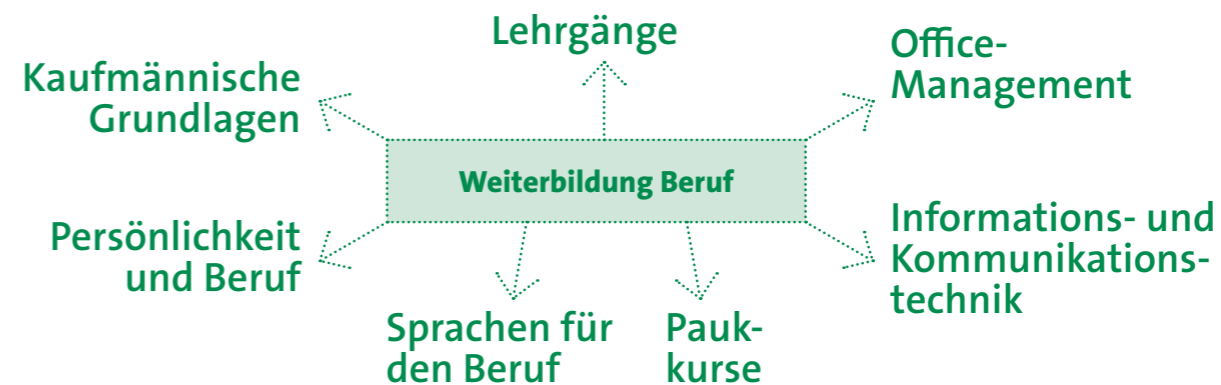 Lehrgänge
Office-
Management
Kaufmännische
Grundlagen
Weiterbildung Beruf
Persönlichkeit
und Beruf
Informations- und
Kommunikations-
technik
Sprachen für
den Beruf
Pauk-
kurse